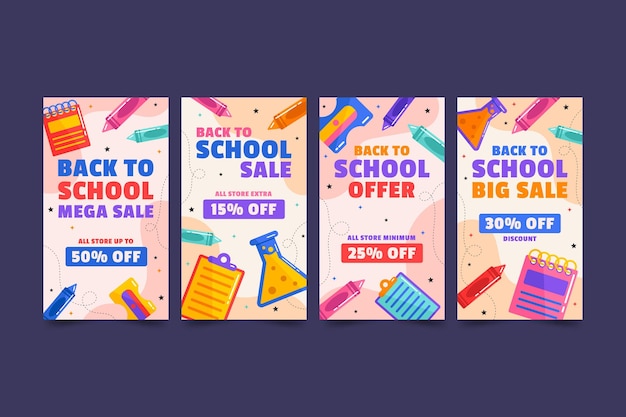 BACK TO
SCHOOL
MEGA SALE
ALL STORE UP TO
50% OFF
BACK TO
SCHOOL
SALE
ALL STORE EXTRA
15% OFF
BACK TO
SCHOOL
OFFER
ALL STORE MINIMUM
25% OFF
BACK TO
SCHOOL
BIG SALE
30% OFF
DISCOUNT